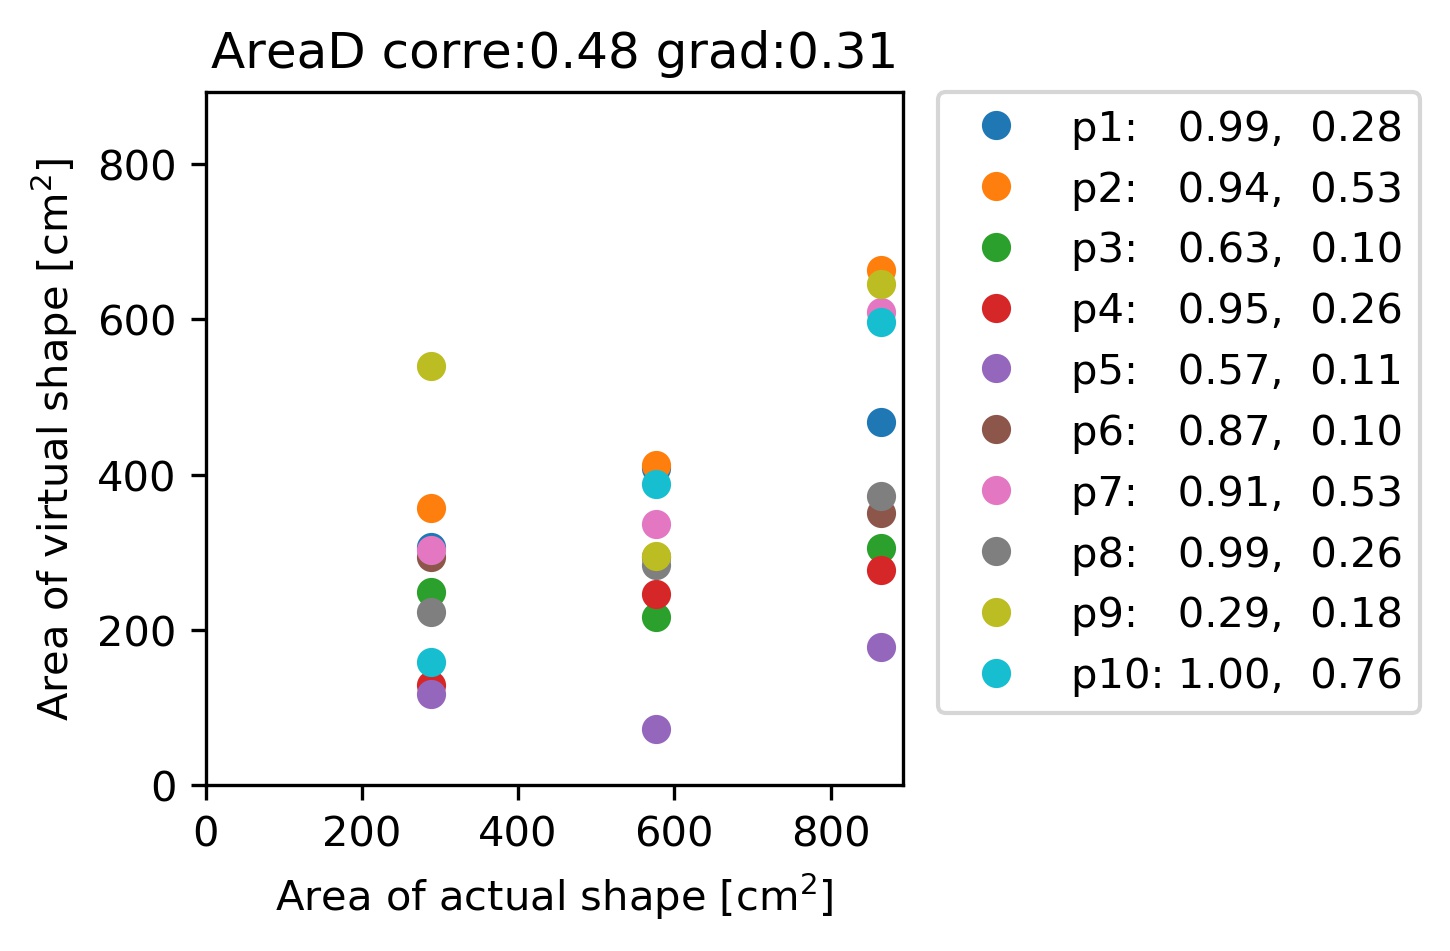 AreaD corre:0.48 grad:0.31
Area of virtual shape [cm²]
800
600
400
200
0
0 200 400 600 800
Area of actual shape [cm²]
p1: 0.99, 0.28
p2: 0.94, 0.53
p3: 0.63, 0.10
p4: 0.95, 0.26
p5: 0.57, 0.11
p6: 0.87, 0.10
p7: 0.91, 0.53
p8: 0.99, 0.26
p9: 0.29, 0.18
p10: 1.00, 0.76